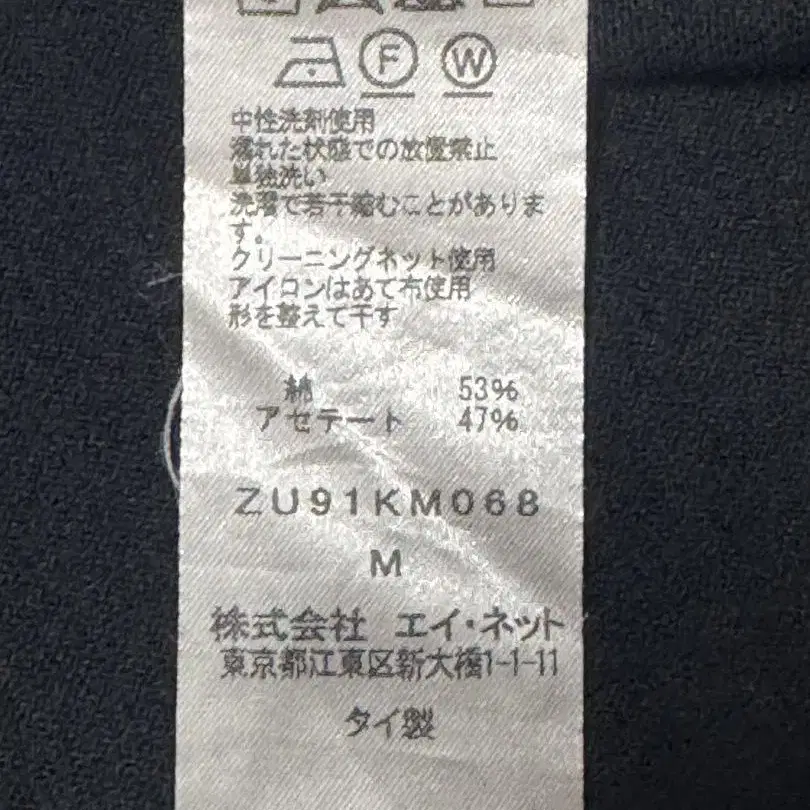 F W
中性洗剤使用
濡れた状態での放置禁止
単独洗い
洗濯で若干縮むことがありま
す。
クリーニングネット使用
アイロンはあて布使用
形を整えて干す
綿 53%
アセテート 47%
ZU91KM068
M
株式会社 エイ・ネット
東京都江東区新大橋1-1-11
タイ製